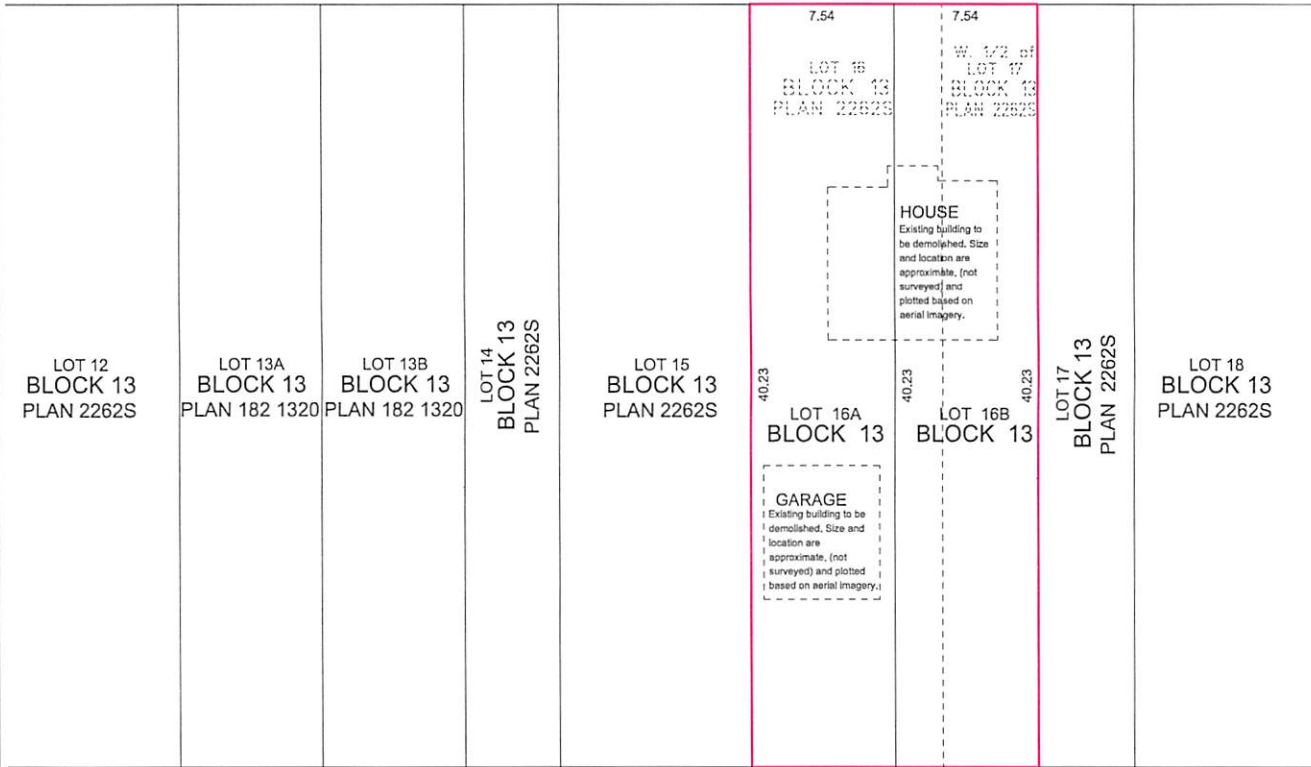 7.54
7.54
LOT 16
BLOCK 13
PLAN 2262S
W. 1/2 of
LOT 17
BLOCK 13
PLAN 2262S
HOUSE
Existing building to
be demolished. Size
and location are
approximate, (not
surveyed) and
plotted based on
aerial imagery.
LOT 12
BLOCK 13
PLAN 2262S
LOT 13A
BLOCK 13
PLAN 182 1320
LOT 13B
BLOCK 13
PLAN 182 1320
LOT 14
BLOCK 13
PLAN 2262S
LOT 15
BLOCK 13
PLAN 2262S
40.23
40.23
40.23
LOT 16A
BLOCK 13
LOT 16B
BLOCK 13
LOT 17
BLOCK 13
PLAN 2262S
LOT 18
BLOCK 13
PLAN 2262S
GARAGE
Existing building to be
demolished. Size and
location are
approximate, (not
surveyed) and plotted
based on aerial imagery.